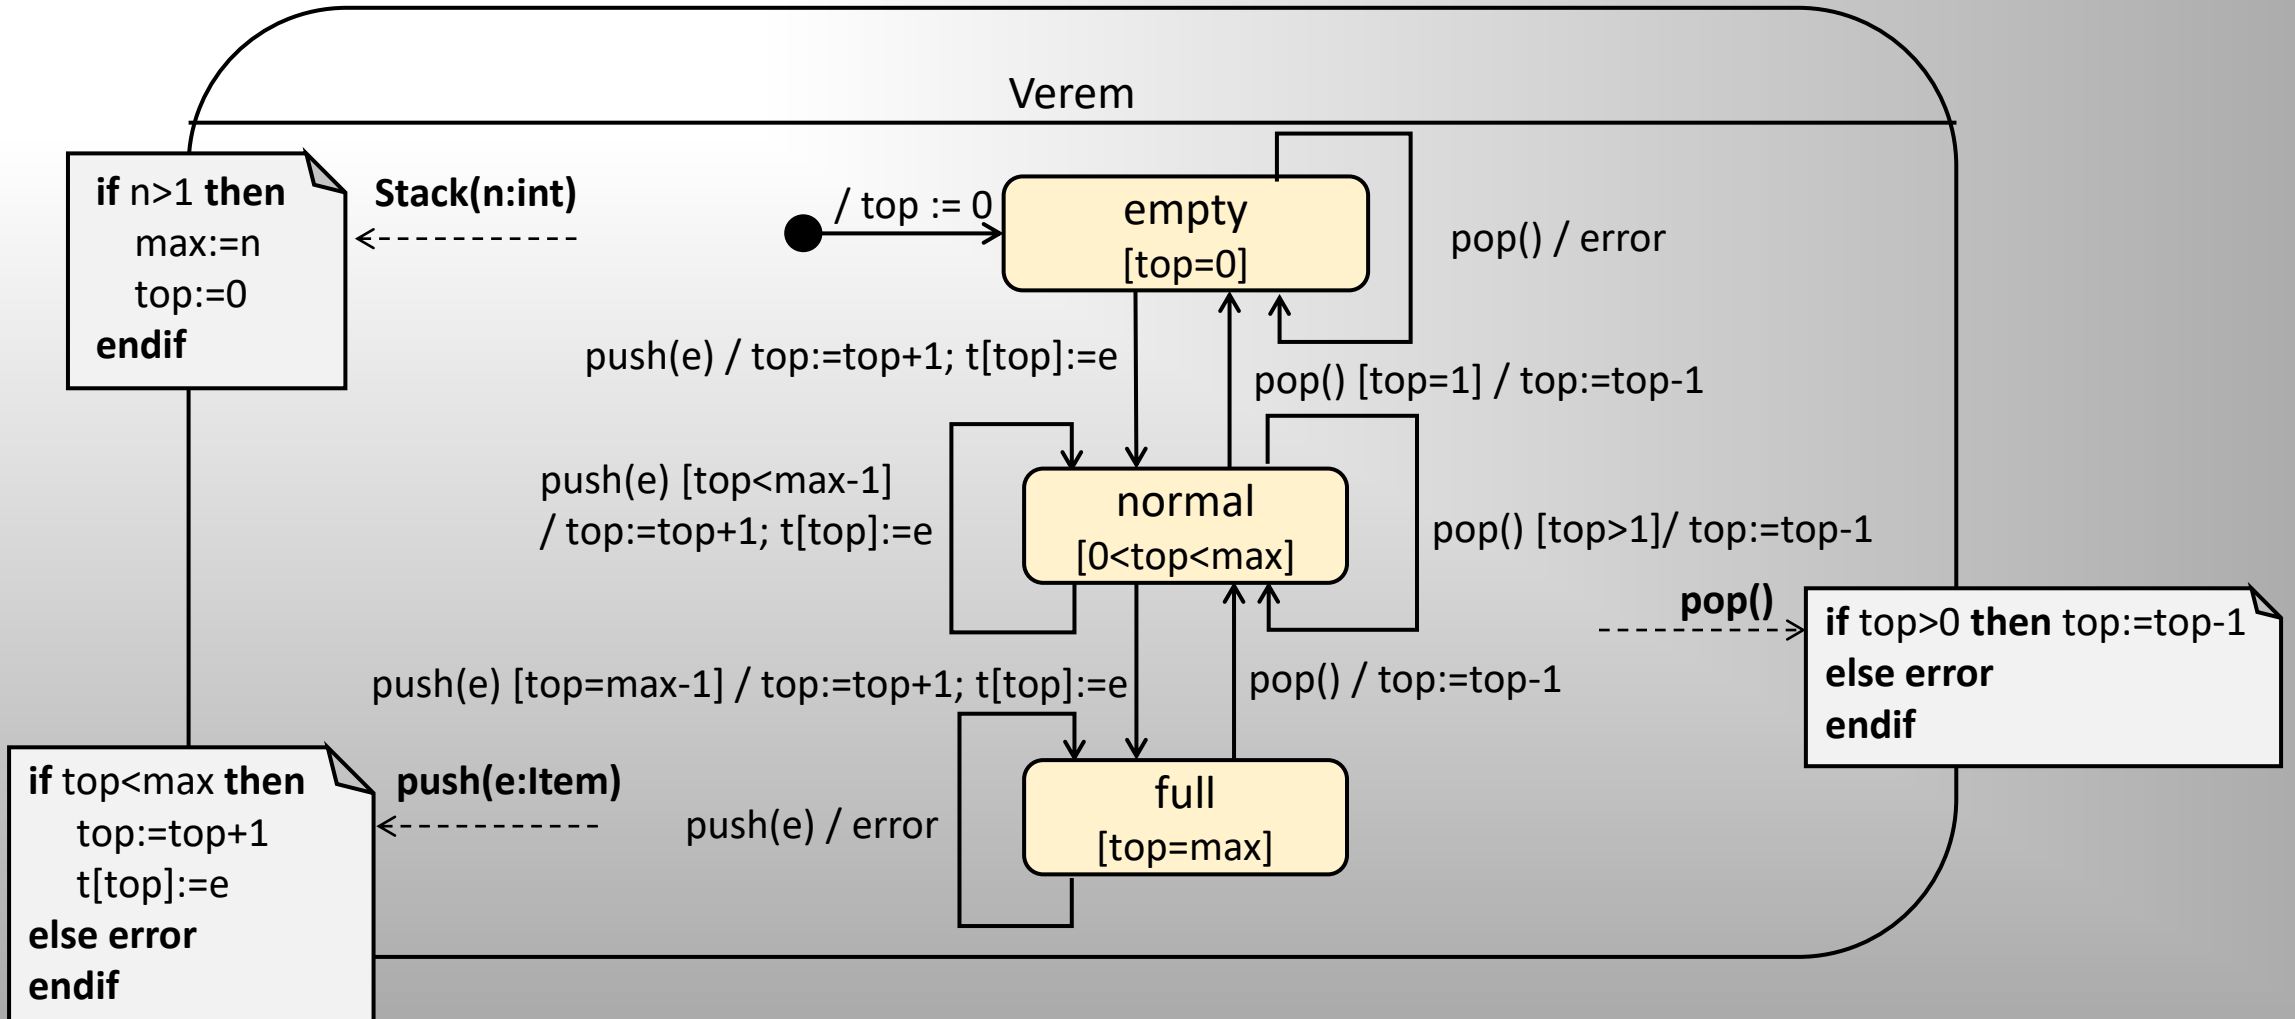 Verem
if n>1 then
max:=n
top:=0
endif
Stack(n:int)
/ top := 0
empty
[top=0]
pop() / error
push(e) / top:=top+1; t[top]:=e
pop() [top=1] / top:=top-1
push(e) [top<max-1]
/ top:=top+1; t[top]:=e
normal
[0<top<max]
pop() [top>1]/ top:=top-1
pop()
if top>0 then top:=top-1
else error
endif
push(e) [top=max-1] / top:=top+1; t[top]:=e
pop() / top:=top-1
if top<max then
top:=top+1
t[top]:=e
else error
endif
push(e:Item)
push(e) / error
full
[top=max]